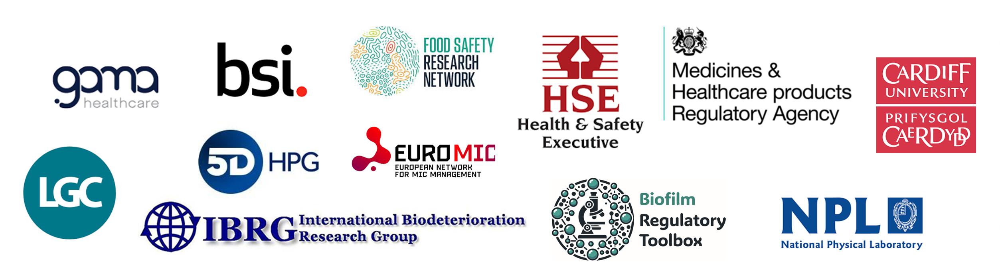 gama
healthcare
bsi.
FOOD SAFETY
RESEARCH
NETWORK
HSE
Health & Safety
Executive
Medicines &
Healthcare products
Regulatory Agency
CARDIFF
UNIVERSITY
PRIFYSGOL
CAERDYDD
LGC
5D HPG
EUROMIC
EUROPEAN NETWORK
FOR MIC MANAGEMENT
IBRG International Biodeterioration
Research Group
Biofilm
Regulatory
Toolbox
NPL
National Physical Laboratory